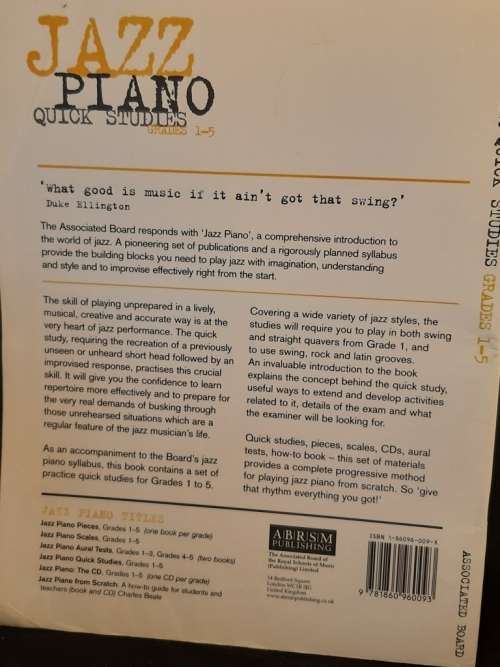 JAZZ
PIANO
QUICK STUDIES
GRADES 1–5
'What good is music if it ain't got that swing?'
Duke Ellington
The Associated Board responds with 'Jazz Piano', a comprehensive introduction to
the world of jazz. A pioneering set of publications and a rigorously planned syllabus
provide the building blocks you need to play jazz with imagination, understanding
and style and to improvise effectively right from the start.
The skill of playing unprepared in a lively,
musical, creative and accurate way is at the
very heart of jazz performance. The quick
study, requiring the recreation of a previously
unseen or unheard short head followed by an
improvised response, practises this crucial
skill. It will give you the confidence to learn
repertoire more effectively and to prepare for
the very real demands of busking through
those unrehearsed situations which are a
regular feature of the jazz musician's life.
As an accompaniment to the Board's jazz
piano syllabus, this book contains a set of
practice quick studies for Grades 1 to 5.
Covering a wide variety of jazz styles, the
studies will require you to play in both swing
and straight quavers from Grade 1, and
to use swing, rock and latin grooves.
An invaluable introduction to the book
explains the concept behind the quick study,
useful ways to extend and develop activities
related to it, details of the exam and what
the examiner will be looking for.
Quick studies, pieces, scales, CDs, aural
tests, how-to book – this set of materials
provides a complete progressive method
for playing jazz piano from scratch. So 'give
that rhythm everything you got!'
JAZZ PIANO TITLES
Jazz Piano Pieces, Grades 1–5 (one book per grade)
Jazz Piano Scales, Grades 1–5
Jazz Piano Aural Tests, Grades 1–3, Grades 4–5 (two books)
Jazz Piano Quick Studies, Grades 1–5
Jazz Piano: The CD, Grades 1–5 (one CD per grade)
Jazz Piano from Scratch. A how-to guide for students and
teachers (book and CD) Charles Beale
ABRSM
PUBLISHING
The Associated Board of
the Royal Schools of Music
(Publishing) Limited
14 Bedford Square
London WC1B 3JG
United Kingdom
www.abrsmpublishing.co.uk
ISBN 1-86096-009-X
9 781860 960093
QUICK STUDIES GRADES 1–5
ASSOCIATED BOARD